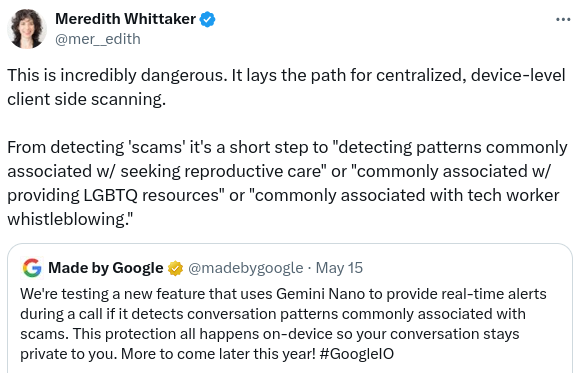 Meredith Whittaker
@mer__edith
This is incredibly dangerous. It lays the path for centralized, device-level
client side scanning.
From detecting 'scams' it's a short step to "detecting patterns commonly
associated w/ seeking reproductive care" or "commonly associated w/
providing LGBTQ resources" or "commonly associated with tech worker
whistleblowing."
Made by Google @madebygoogle · May 15
We're testing a new feature that uses Gemini Nano to provide real-time alerts
during a call if it detects conversation patterns commonly associated with
scams. This protection all happens on-device so your conversation stays
private to you. More to come later this year! #GoogleIO